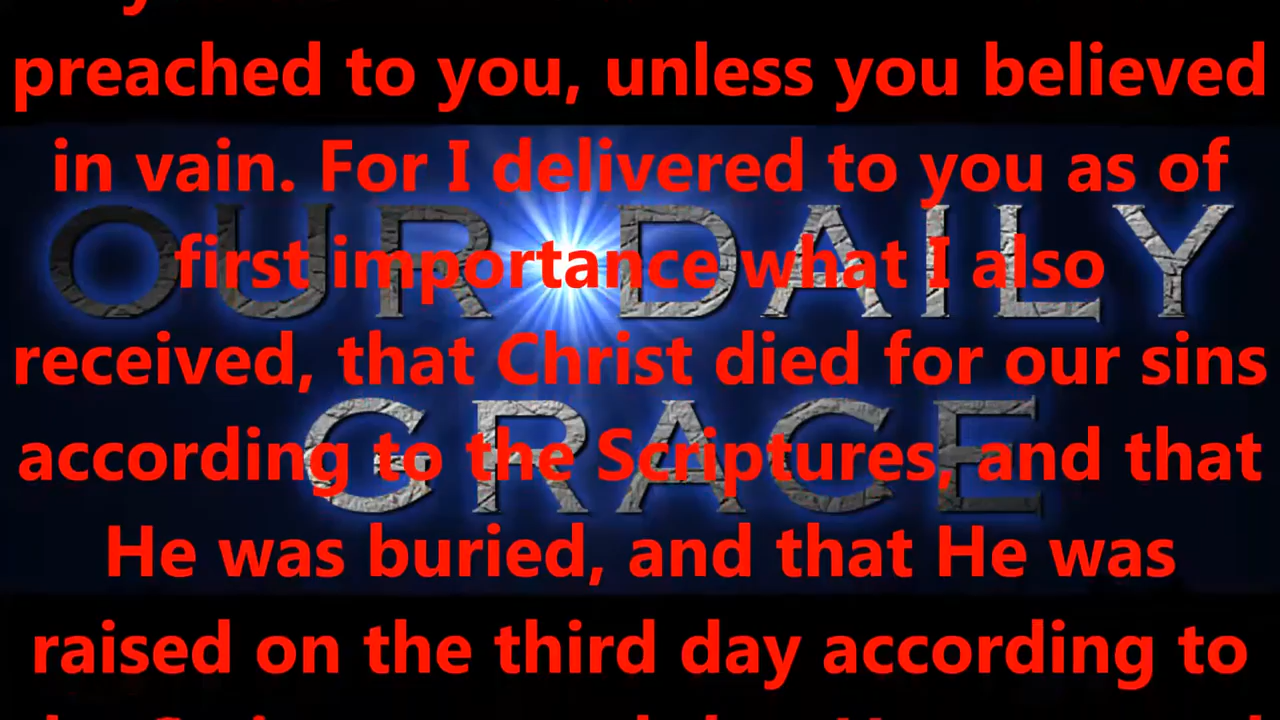 preached to you, unless you believed
in vain. For I delivered to you as of
OUR DAILY
first importance what I also
received, that Christ died for our sins
GRACE
according to the Scriptures, and that
He was buried, and that He was
raised on the third day according to